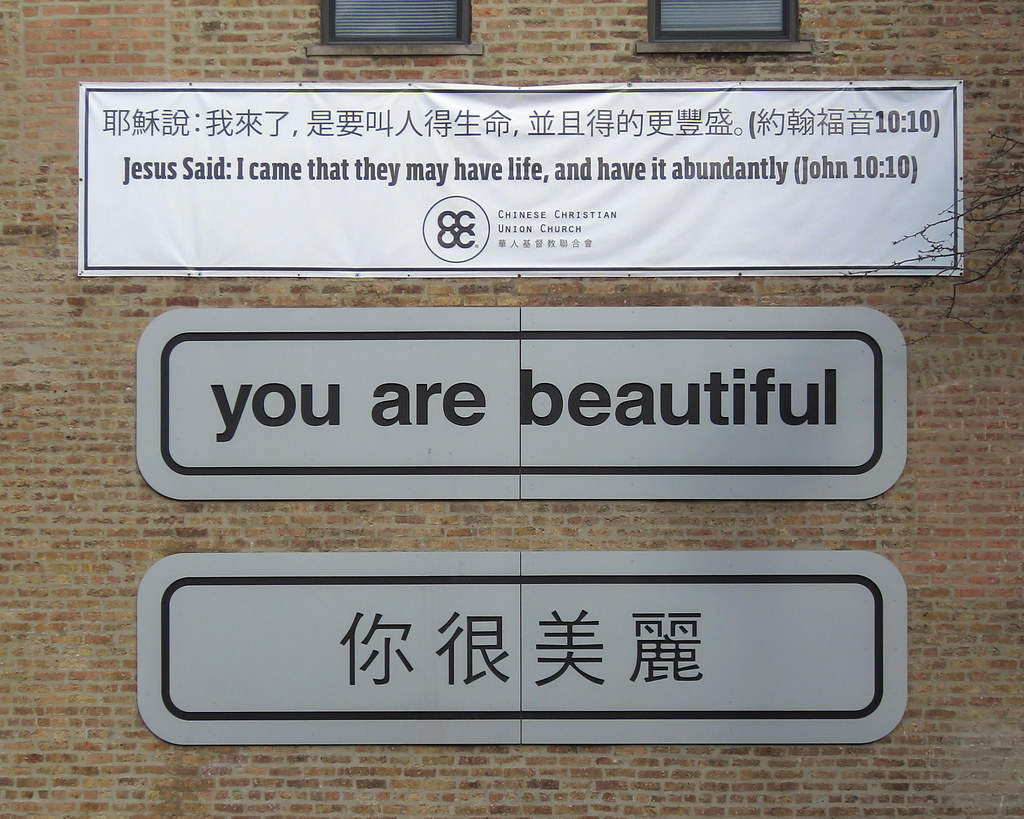 耶穌說：我來了，是要叫人得生命，並且得的更豐盛。(約翰福音10:10)
Jesus Said: I came that they may have life, and have it abundantly (John 10:10)
CCUC
Chinese Christian
Union Church
華人基督教聯合會
you are beautiful
你很美麗